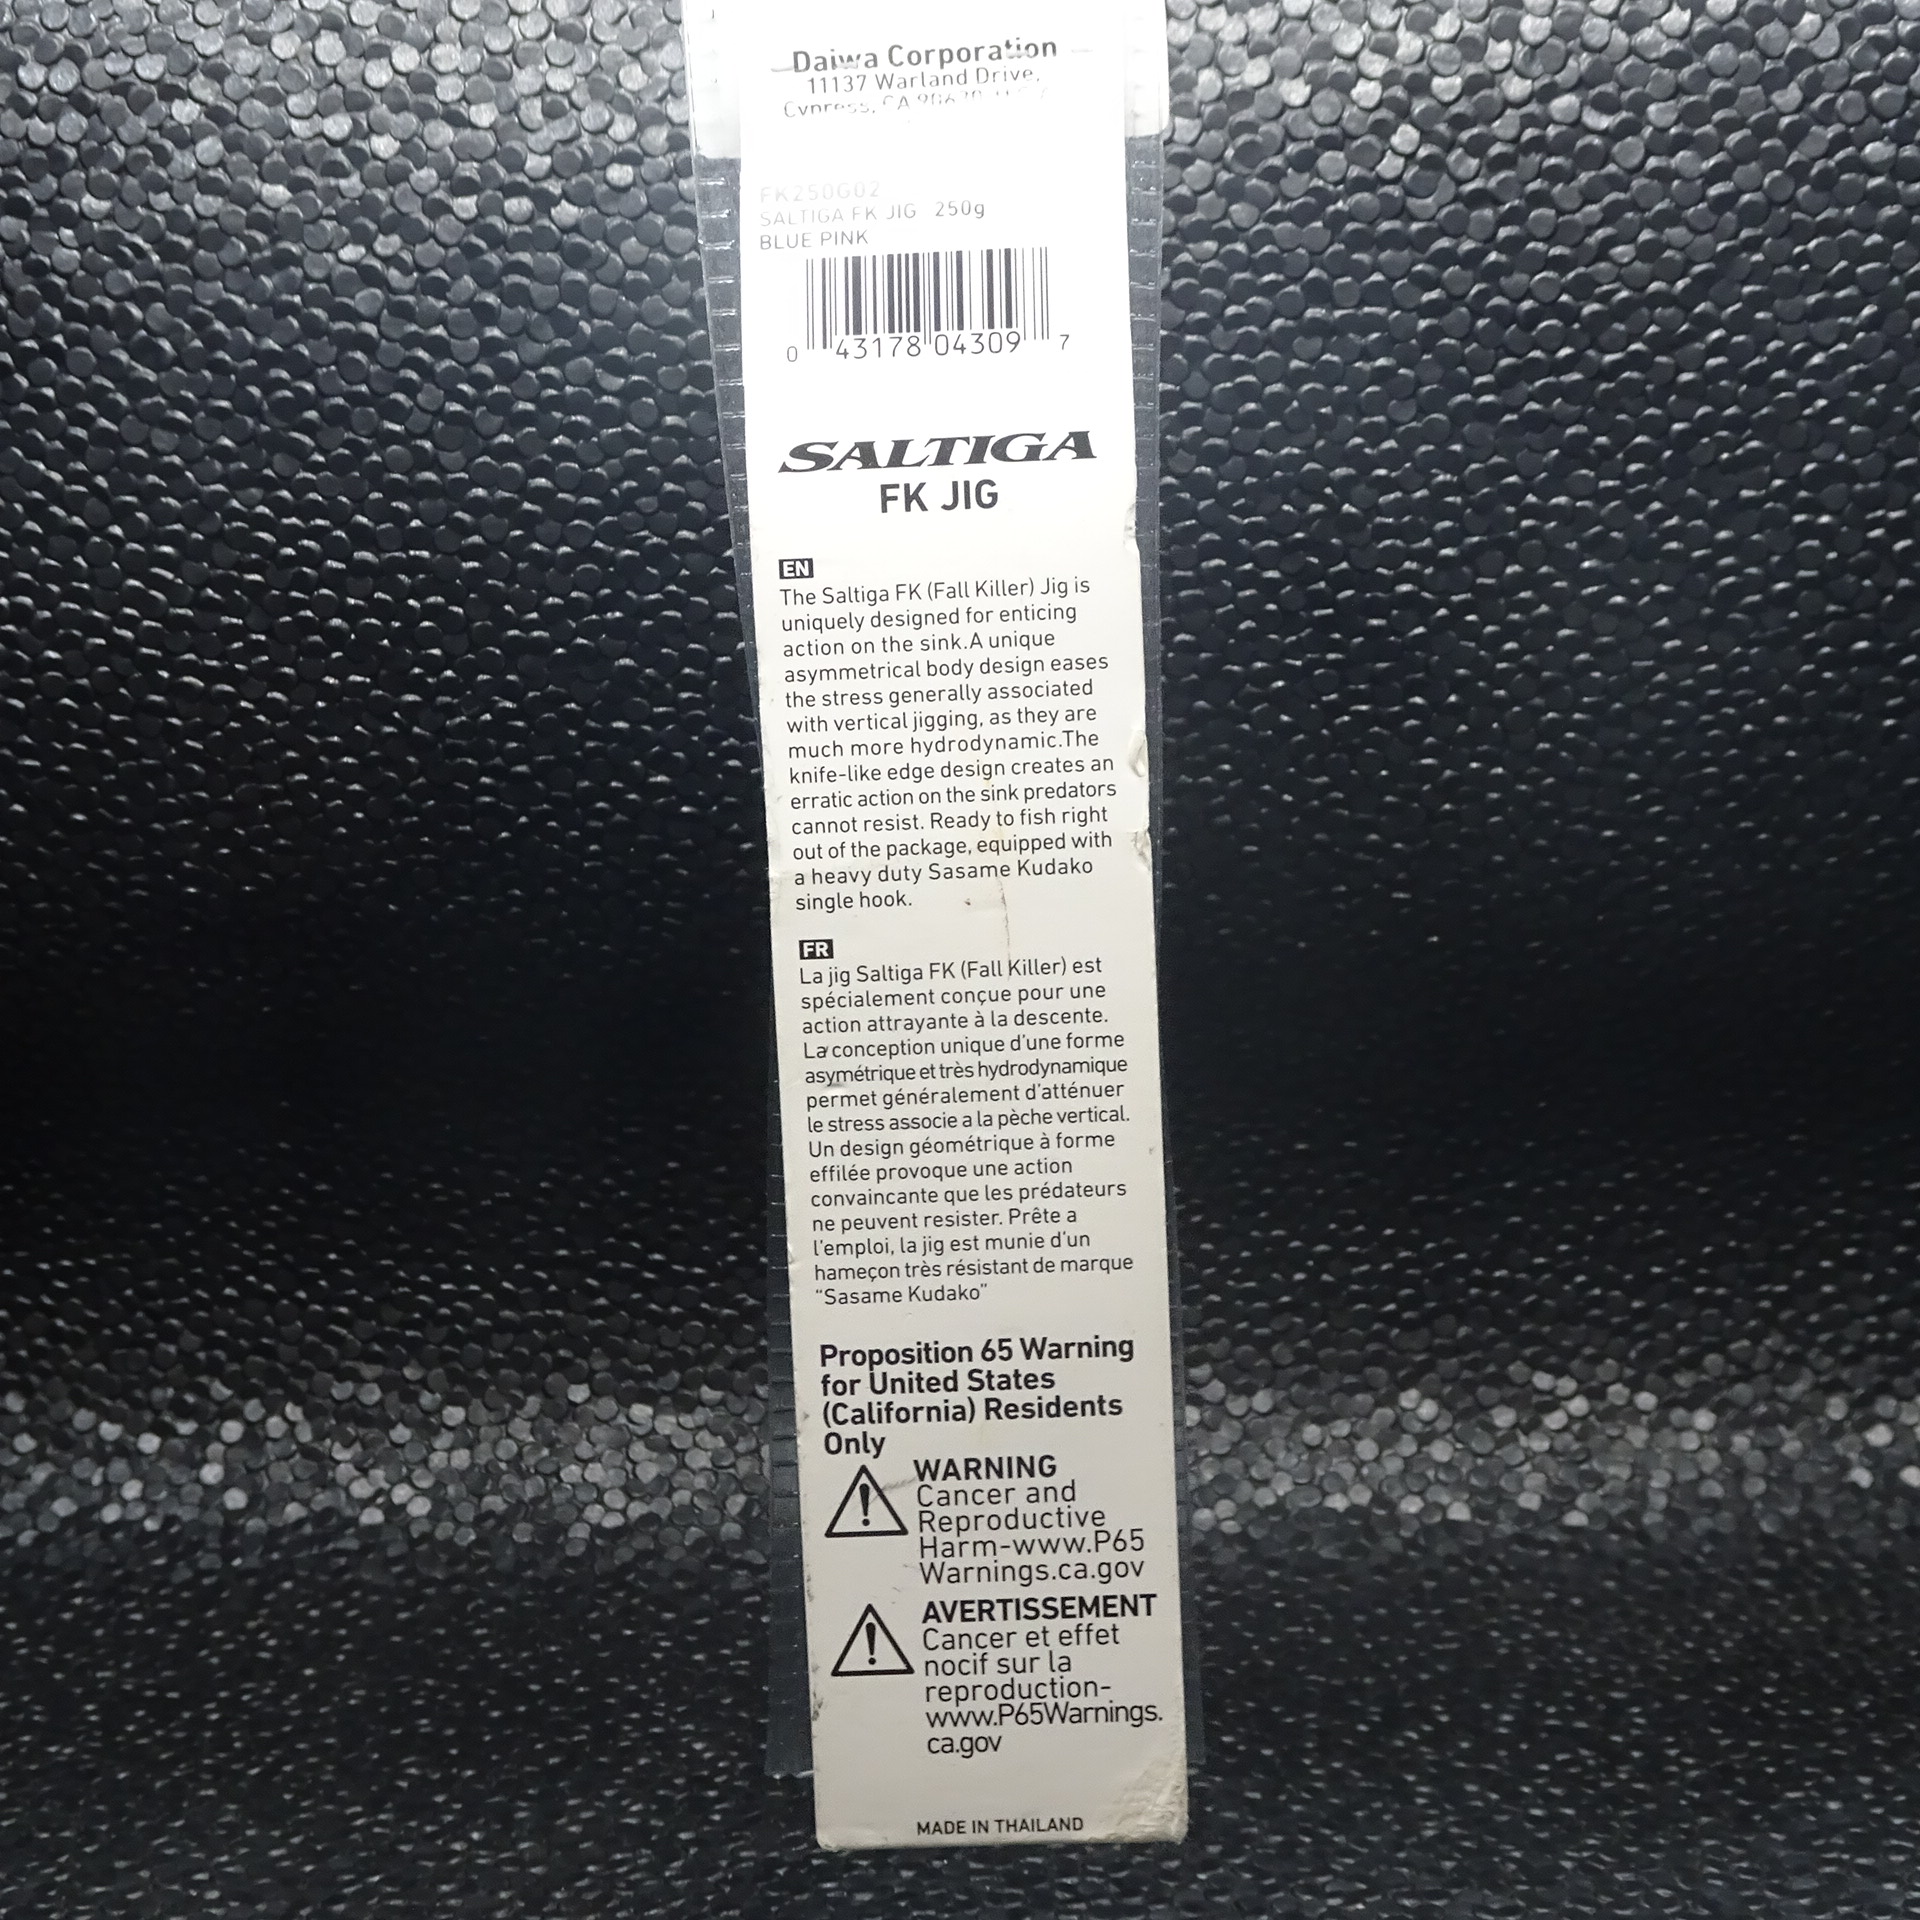 Daiwa Corporation
11137 Warland Drive,
Cypress, CA
FK250G02
SALTIGA FK JIG 250g
BLUE PINK
0 43178 04309 7
SALTIGA
FK JIG
EN
The Saltiga FK (Fall Killer) Jig is
uniquely designed for enticing
action on the sink.A unique
asymmetrical body design eases
the stress generally associated
with vertical jigging, as they are
much more hydrodynamic.The
knife-like edge design creates an
erratic action on the sink predators
cannot resist. Ready to fish right
out of the package, equipped with
a heavy duty Sasame Kudako
single hook.
FR
La jig Saltiga FK (Fall Killer) est
spécialement conçue pour une
action attrayante à la descente.
La conception unique d'une forme
asymétrique et très hydrodynamique
permet généralement d'atténuer
le stress associe a la pèche vertical.
Un design géométrique à forme
effilée provoque une action
convaincante que les prédateurs
ne peuvent resister. Prête a
l'emploi, la jig est munie d'un
hameçon très résistant de marque
"Sasame Kudako"
Proposition 65 Warning
for United States
(California) Residents
Only
WARNING
Cancer and
Reproductive
Harm-www.P65
Warnings.ca.gov
AVERTISSEMENT
Cancer et effet
nocif sur la
reproduction-
www.P65Warnings.
ca.gov
MADE IN THAILAND